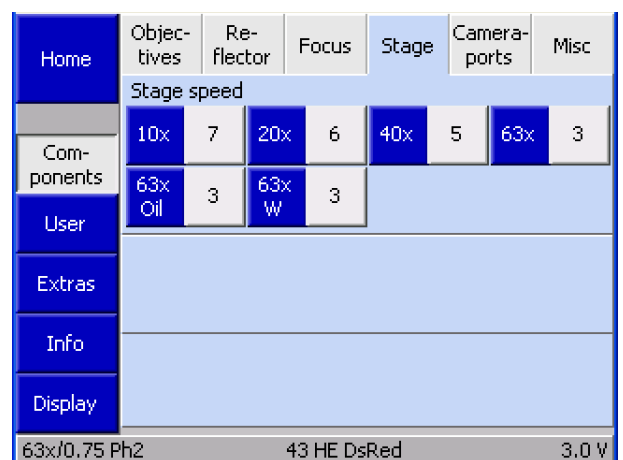 Home
Objec-
tives
Re-
flector
Focus
Stage
Camera-
ports
Misc
Stage speed
10x 7 20x 6 40x 5 63x 3
63x
Oil
3
63x
W
3
Com-
ponents
User
Extras
Info
Display
63x/0.75 Ph2 43 HE DsRed 3.0 V